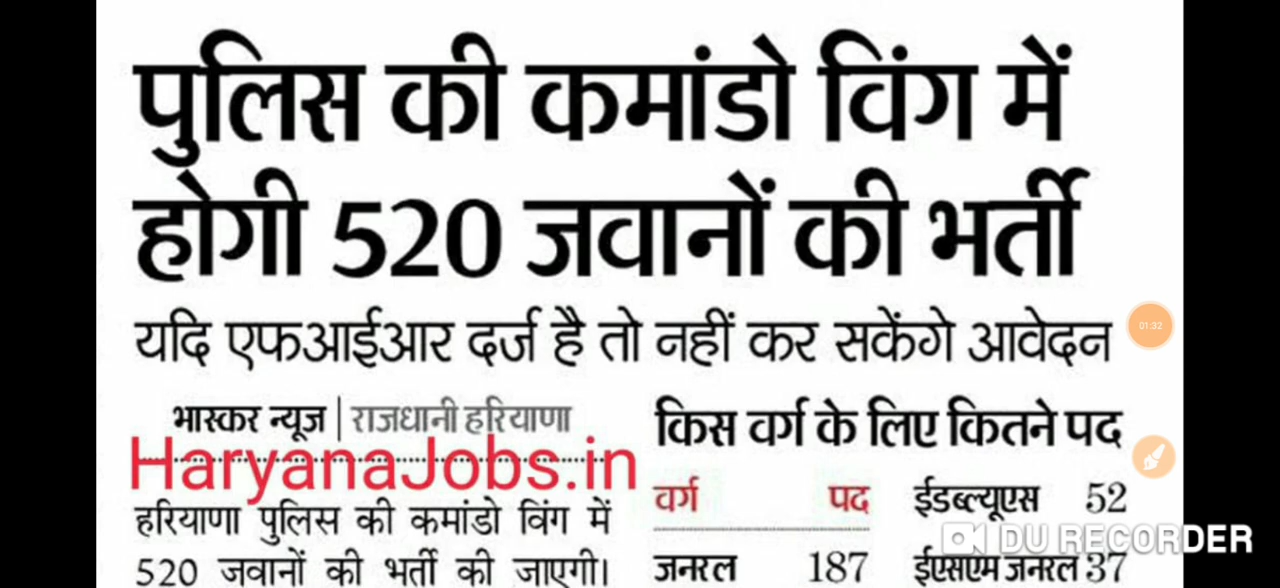 पुलिस की कमांडो विंग में
होगी 520 जवानों की भर्ती
यदि एफआईआर दर्ज है तो नहीं कर सकेंगे आवेदन
भास्कर न्यूज | राजधानी हरियाणा
HaryanaJobs.in
हरियाणा पुलिस की कमांडो विंग में
520 जवानों की भर्ती की जाएगी।
किस वर्ग के लिए कितने पद
वर्ग पद
जनरल 187
ईडब्ल्यूएस 52
ईएसएम जनरल 37
01:32
DU RECORDER